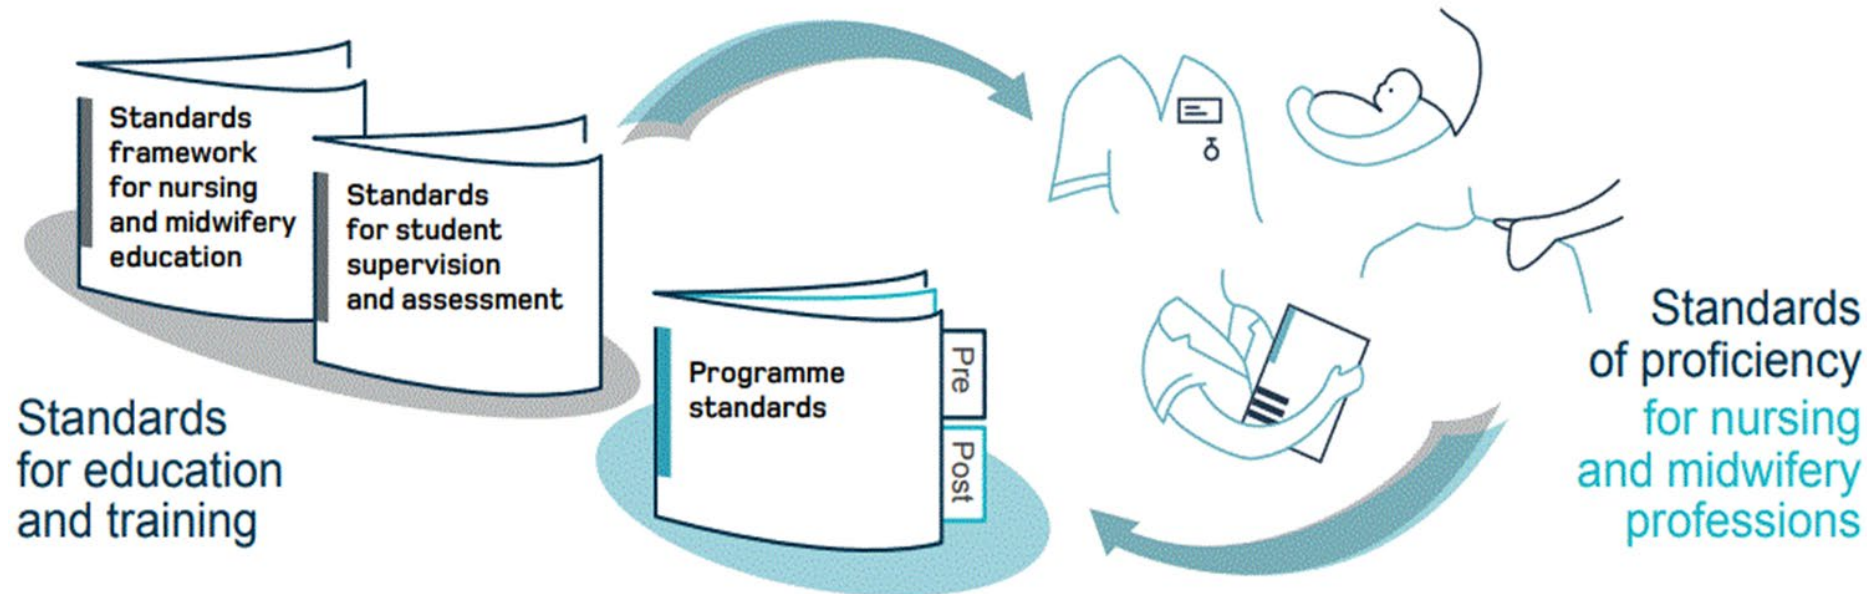 Standards
framework
for nursing
and midwifery
education
Standards
for student
supervision
and assessment
Programme
standards
Pre
Post
Standards
for education
and training
Standards
of proficiency
for nursing
and midwifery
professions